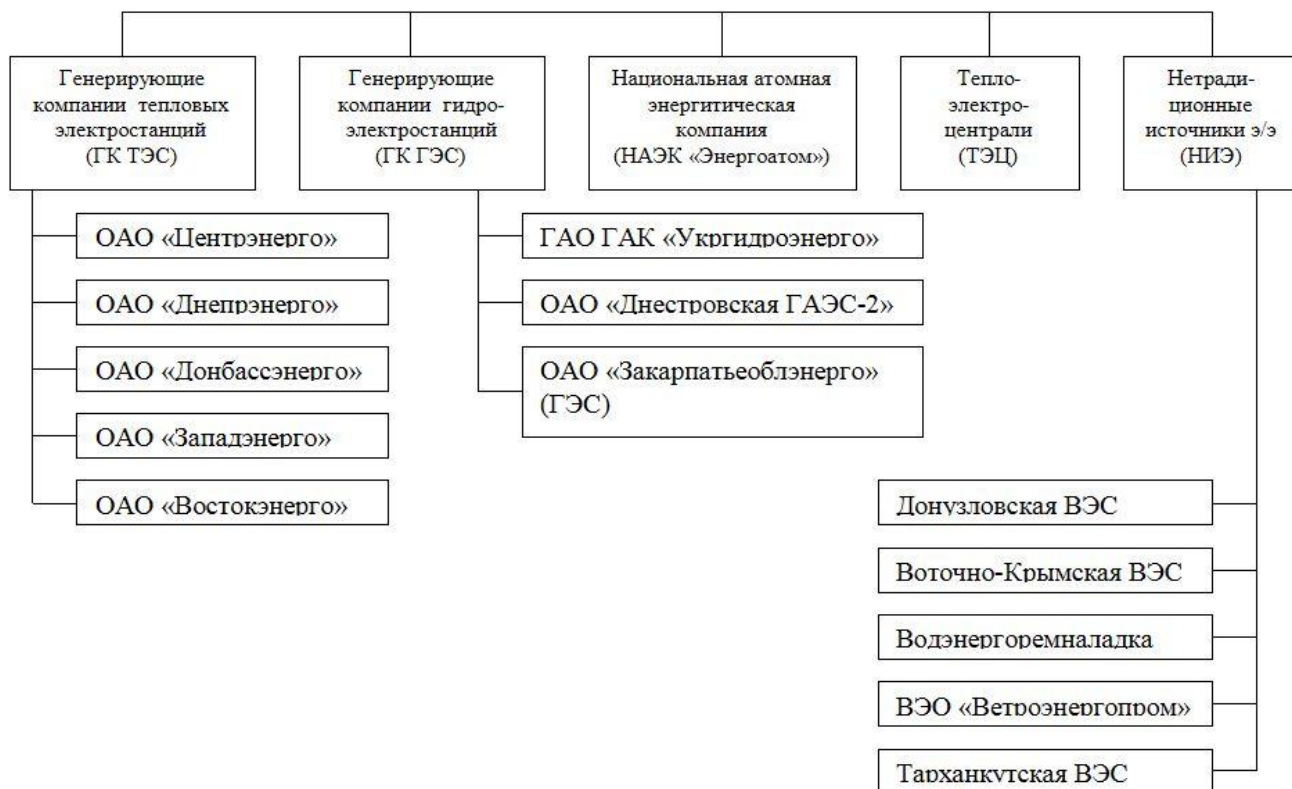 Генерирующие
компании тепловых
электростанций
(ГК ТЭС)
Генерирующие
компании гидро-
электростанций
(ГК ГЭС)
Национальная атомная
энергитическая
компания
(НАЭК «Энергоатом»)
Тепло-
электро-
централи
(ТЭЦ)
Нетради-
ционные
источники э/э
(НИЭ)
ОАО «Центрэнерго»
ОАО «Днепрэнерго»
ОАО «Донбассэнерго»
ОАО «Западэнерго»
ОАО «Востокэнерго»
ГАО ГАК «Укргидроэнерго»
ОАО «Днестровская ГАЭС-2»
ОАО «Закарпатьеоблэнерго»
(ГЭС)
Донузловская ВЭС
Воточно-Крымская ВЭС
Водэнергоремналадка
ВЭО «Ветроэнергопром»
Тарханкутская ВЭС